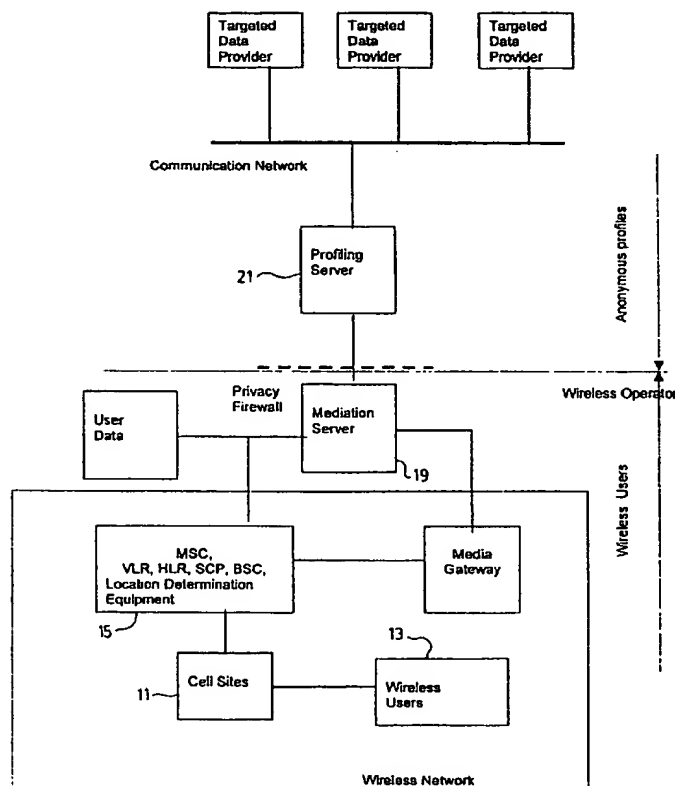 Targeted
Data
Provider
Targeted
Data
Provider
Targeted
Data
Provider
Communication Network
Profiling
Server
21
Anonymous profiles
Privacy
Firewall
Wireless Operator
User
Data
Mediation
Server
19
Wireless Users
MSC,
VLR, HLR, SCP, BSC,
Location Determination
Equipment
15
Media
Gateway
13
Cell Sites
11
Wireless
Users
Wireless Network